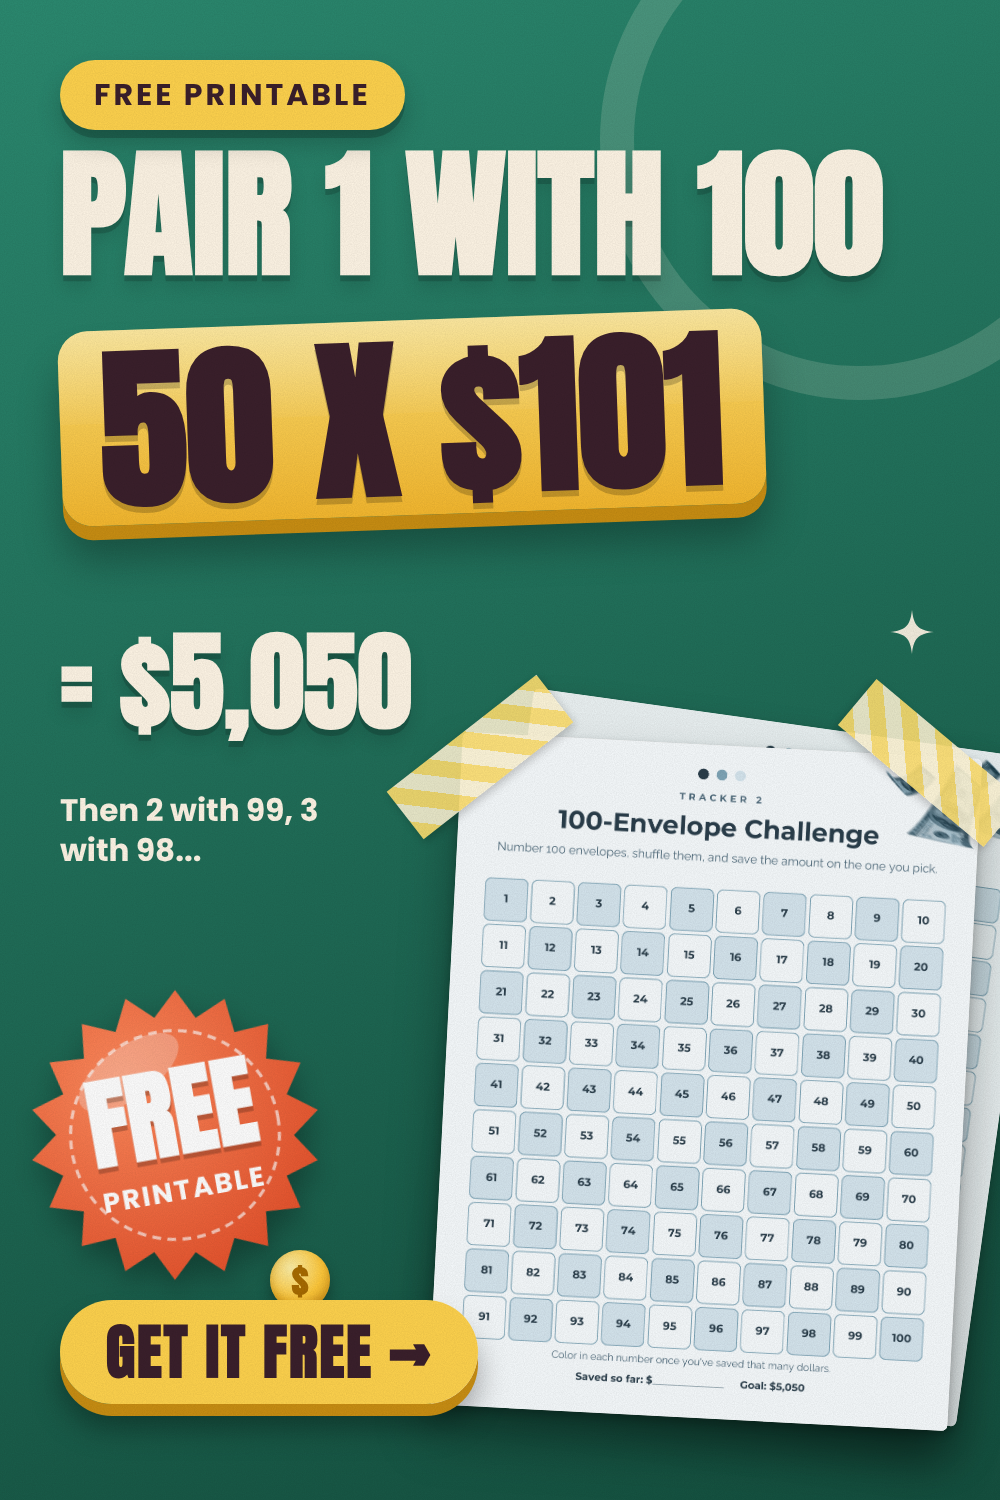 FREE PRINTABLE
PAIR 1 WITH 100
50 X $101
= $5,050
Then 2 with 99, 3
with 98...
TRACKER 2
100-Envelope Challenge
Number 100 envelopes, shuffle them, and save the amount on the one you pick.
1 2 3 4 5 6 7 8 9 10
11 12 13 14 15 16 17 18 19 20
21 22 23 24 25 26 27 28 29 30
31 32 33 34 35 36 37 38 39 40
41 42 43 44 45 46 47 48 49 50
51 52 53 54 55 56 57 58 59 60
61 62 63 64 65 66 67 68 69 70
71 72 73 74 75 76 77 78 79 80
81 82 83 84 85 86 87 88 89 90
91 92 93 94 95 96 97 98 99 100
Color in each number once you've saved that many dollars.
Saved so far: $____________ Goal: $5,050
FREE
PRINTABLE
$
GET IT FREE →